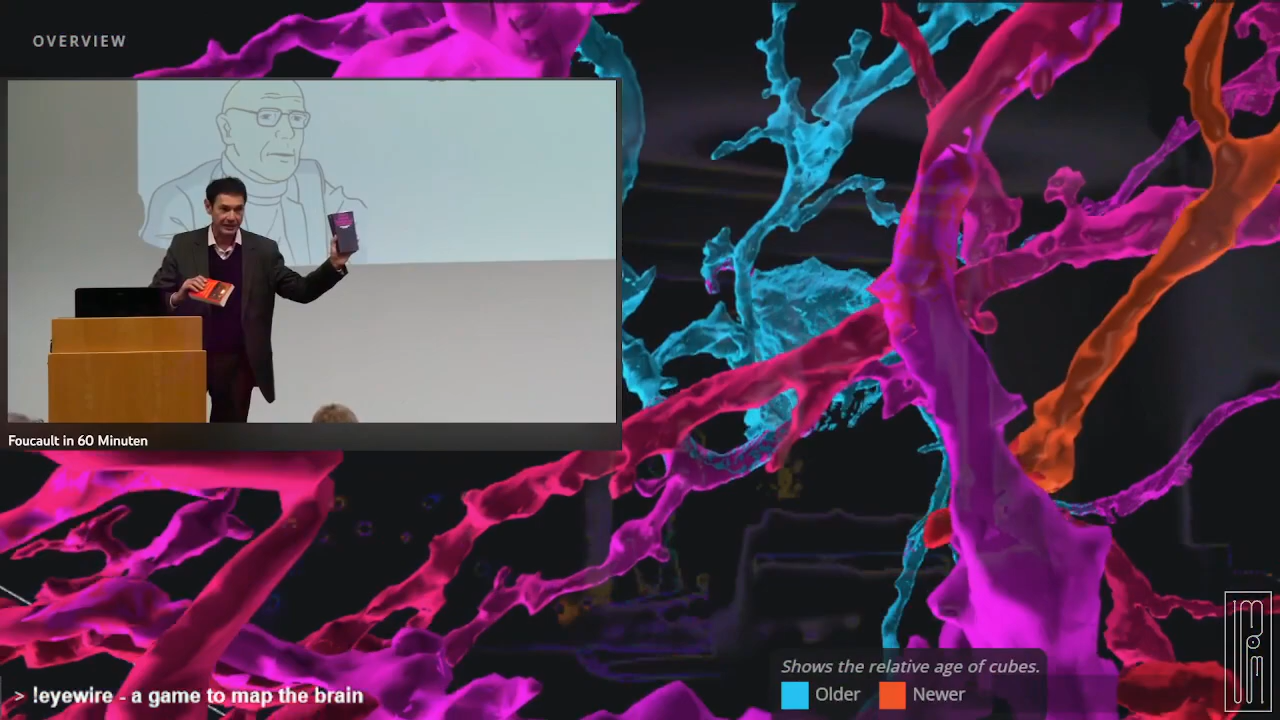 OVERVIEW
Foucault in 60 Minuten
> !eyewire - a game to map the brain
Shows the relative age of cubes.
Older
Newer